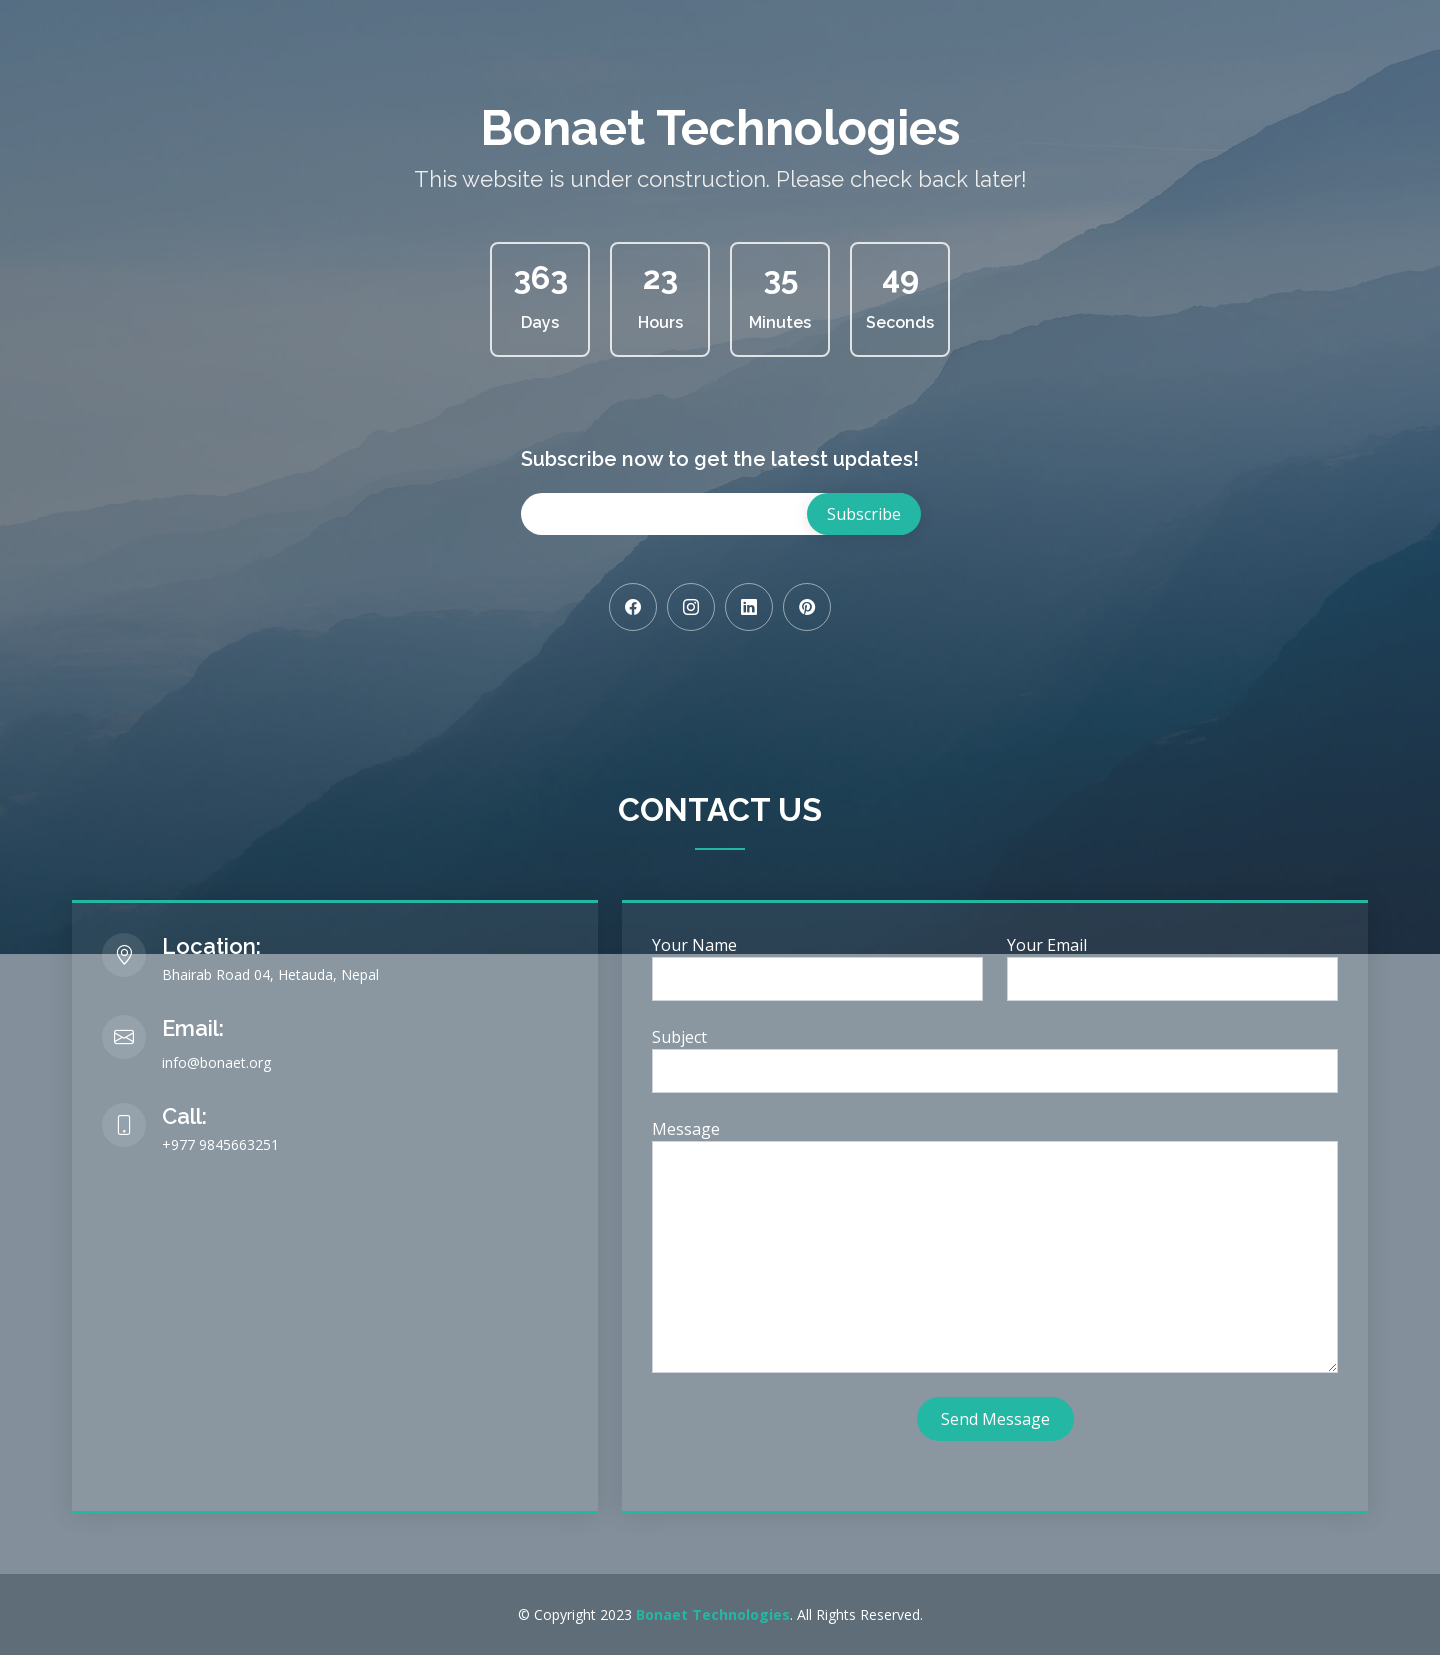 Bonaet Technologies
This website is under construction. Please check back later!
363 23 35 49
Days Hours Minutes Seconds
Subscribe now to get the latest updates!
Subscribe
CONTACT US
Location:
Bhairab Road 04, Hetauda, Nepal
Email:
info@bonaet.org
Call:
+977 9845663251
Your Name Your Email
Subject
Message
Send Message
© Copyright 2023 Bonaet Technologies. All Rights Reserved.